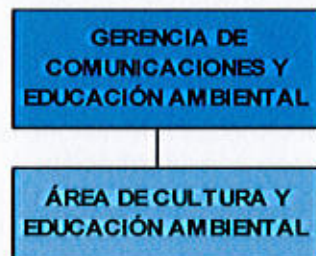 GERENCIA DE
COMUNICACIONES Y
EDUCACIÓN AMBIENTAL
ÁREA DE CULTURA Y
EDUCACIÓN AMBIENTAL